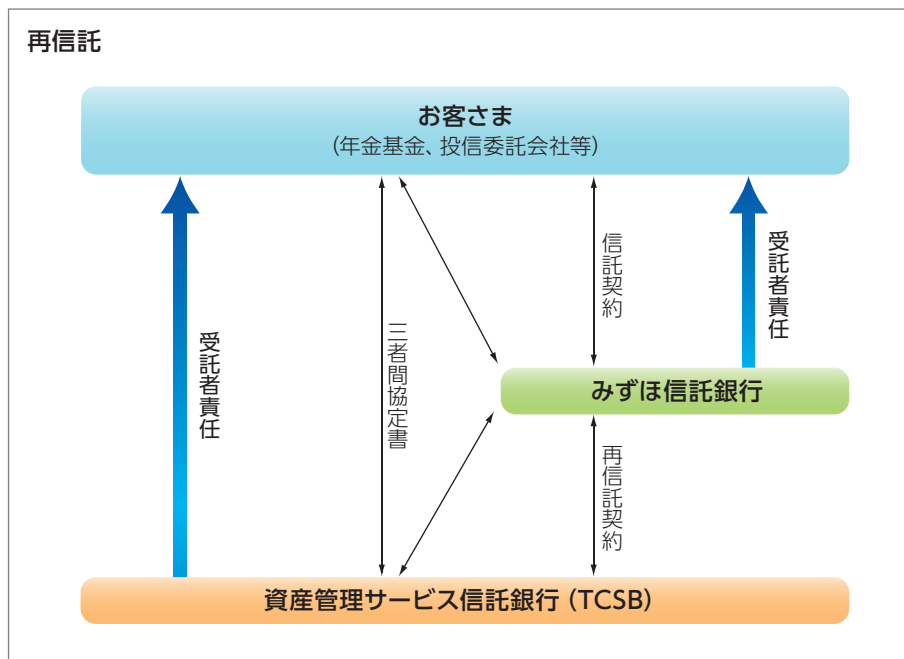 再信託
お客さま
(年金基金、投信委託会社等)
受託者責任
三者間協定書
信託契約
受託者責任
みずほ信託銀行
再信託契約
資産管理サービス信託銀行 (TCSB)